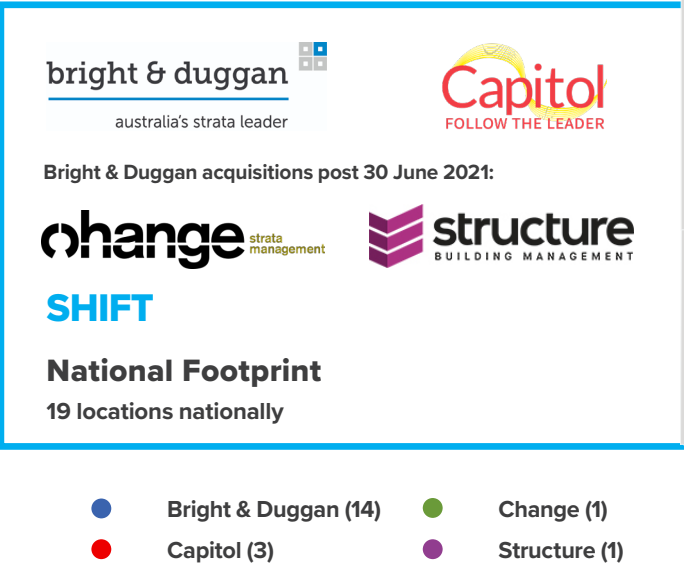 bright & duggan
australia's strata leader
Capitol
FOLLOW THE LEADER
Bright & Duggan acquisitions post 30 June 2021:
change strata management
structure
BUILDING MANAGEMENT
SHIFT
National Footprint
19 locations nationally
Bright & Duggan (14)
Change (1)
Capitol (3)
Structure (1)